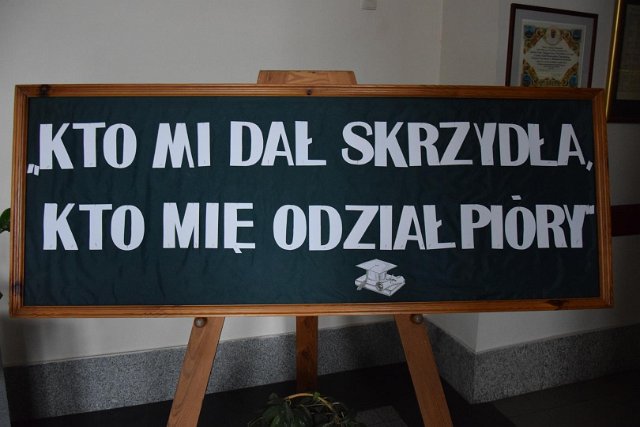 „KTO MI DAŁ SKRZYDŁA,
KTO MIĘ ODZIAŁ PIÓRY"